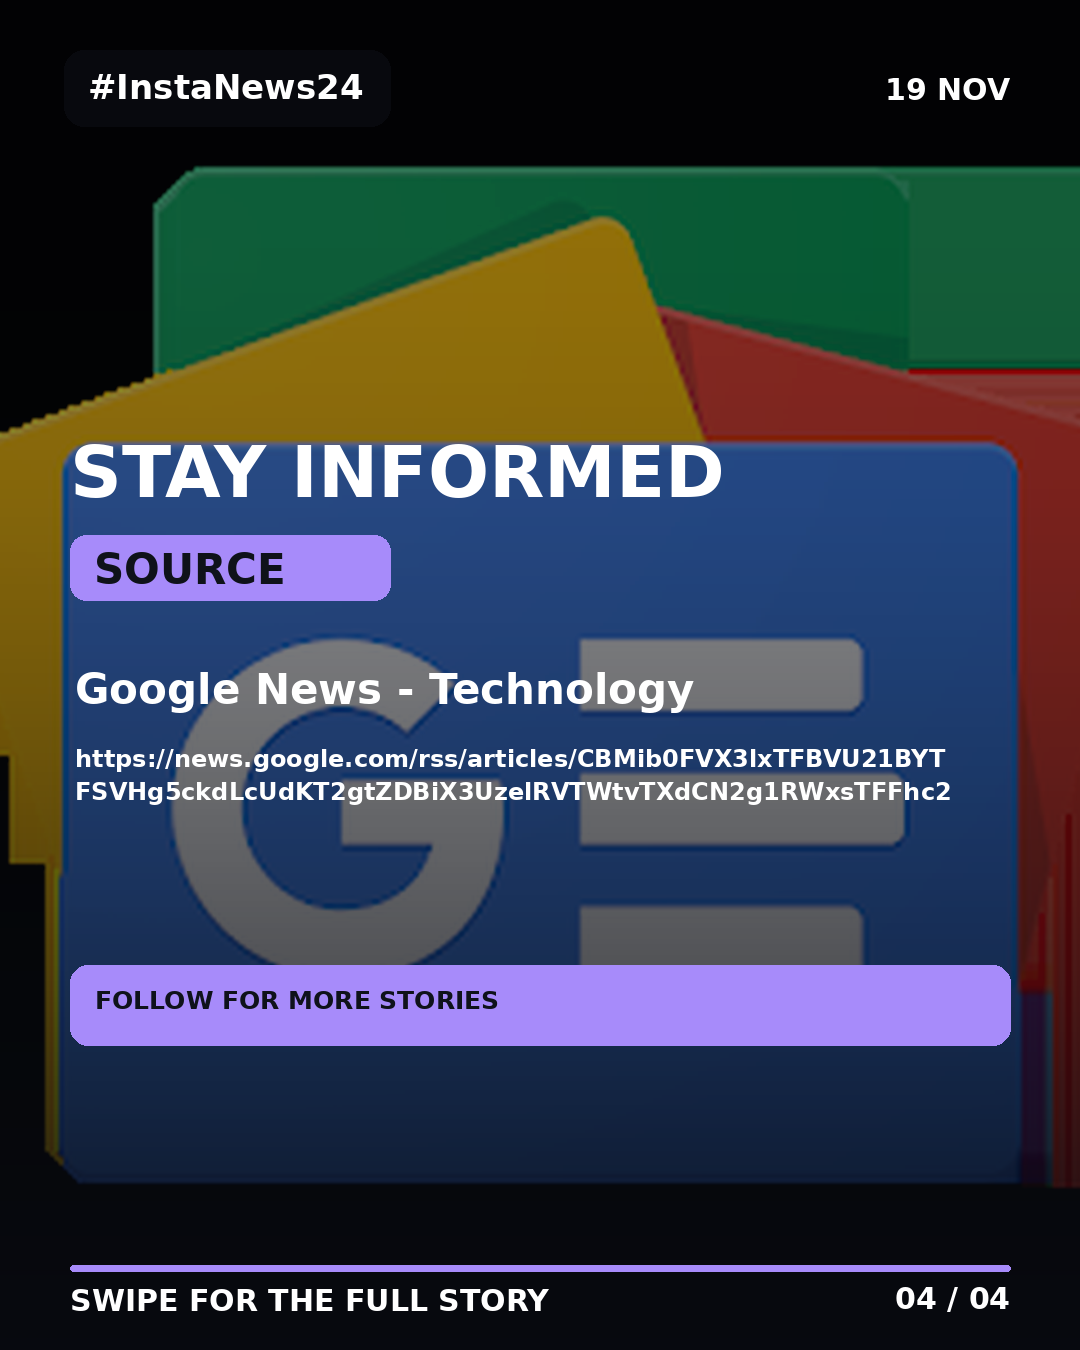 #InstaNews24
19 NOV
STAY INFORMED
SOURCE
Google News - Technology
https://news.google.com/rss/articles/CBMib0FVX3lxTFBVU21BYT
FSVHg5ckdLcUdKT2gtZDBiX3UzelRVTWtvTXdCN2g1RWxsTFFhc2
FOLLOW FOR MORE STORIES
SWIPE FOR THE FULL STORY
04 / 04